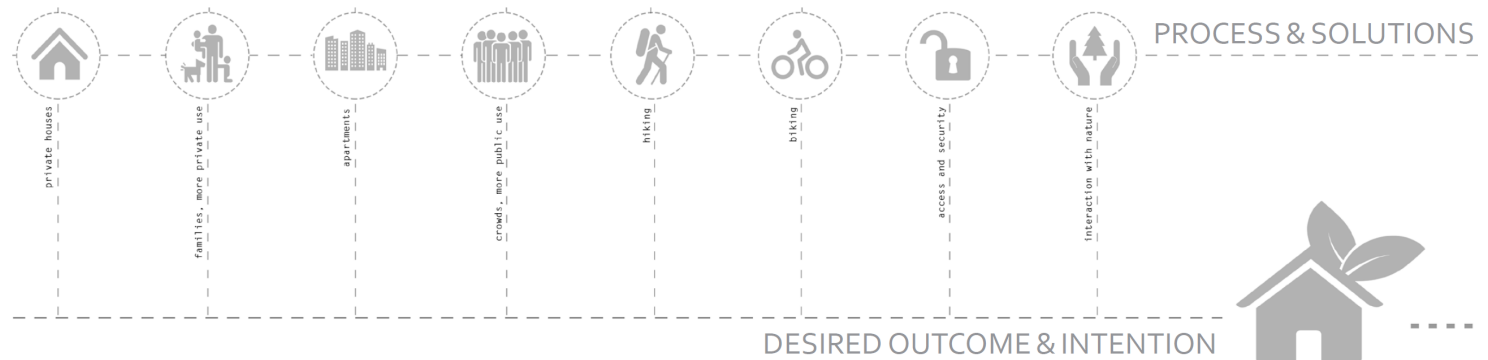 PROCESS & SOLUTIONS
private houses
families, more private use
apartments
crowds, more public use
hiking
biking
access and security
interaction with nature
DESIRED OUTCOME & INTENTION